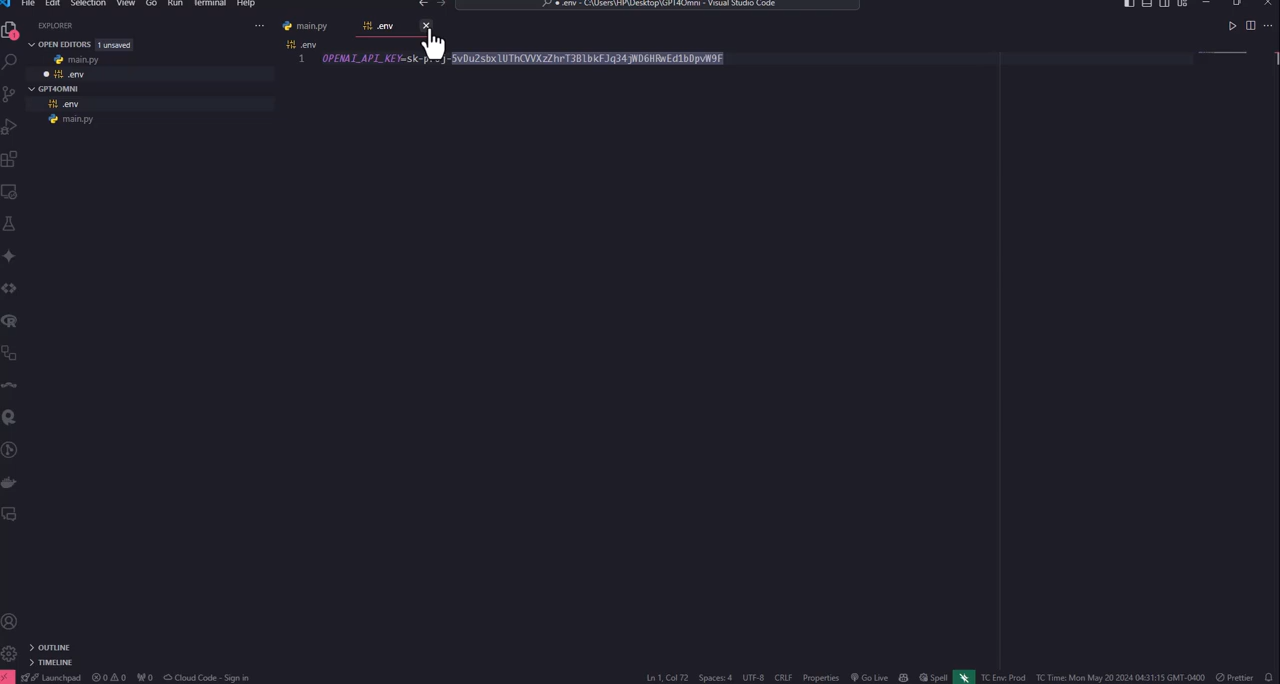 File Edit Selection View Go Run Terminal Help
.env - C:\Users\HP\Desktop\GPT4Omni - Visual Studio Code
EXPLORER
main.py
.env
OPEN EDITORS 1 unsaved
main.py
.env
GPT4OMNI
.env
main.py
.env
1 OPENAI_API_KEY=
OUTLINE
TIMELINE
Launchpad 0 0 0 Cloud Code - Sign in
Ln 1, Col 72 Spaces: 4 UTF-8 CRLF Properties Go Live Spell TC Env: Prod TC Time: Mon May 20 2024 04:31:15 GMT-0400 Prettier